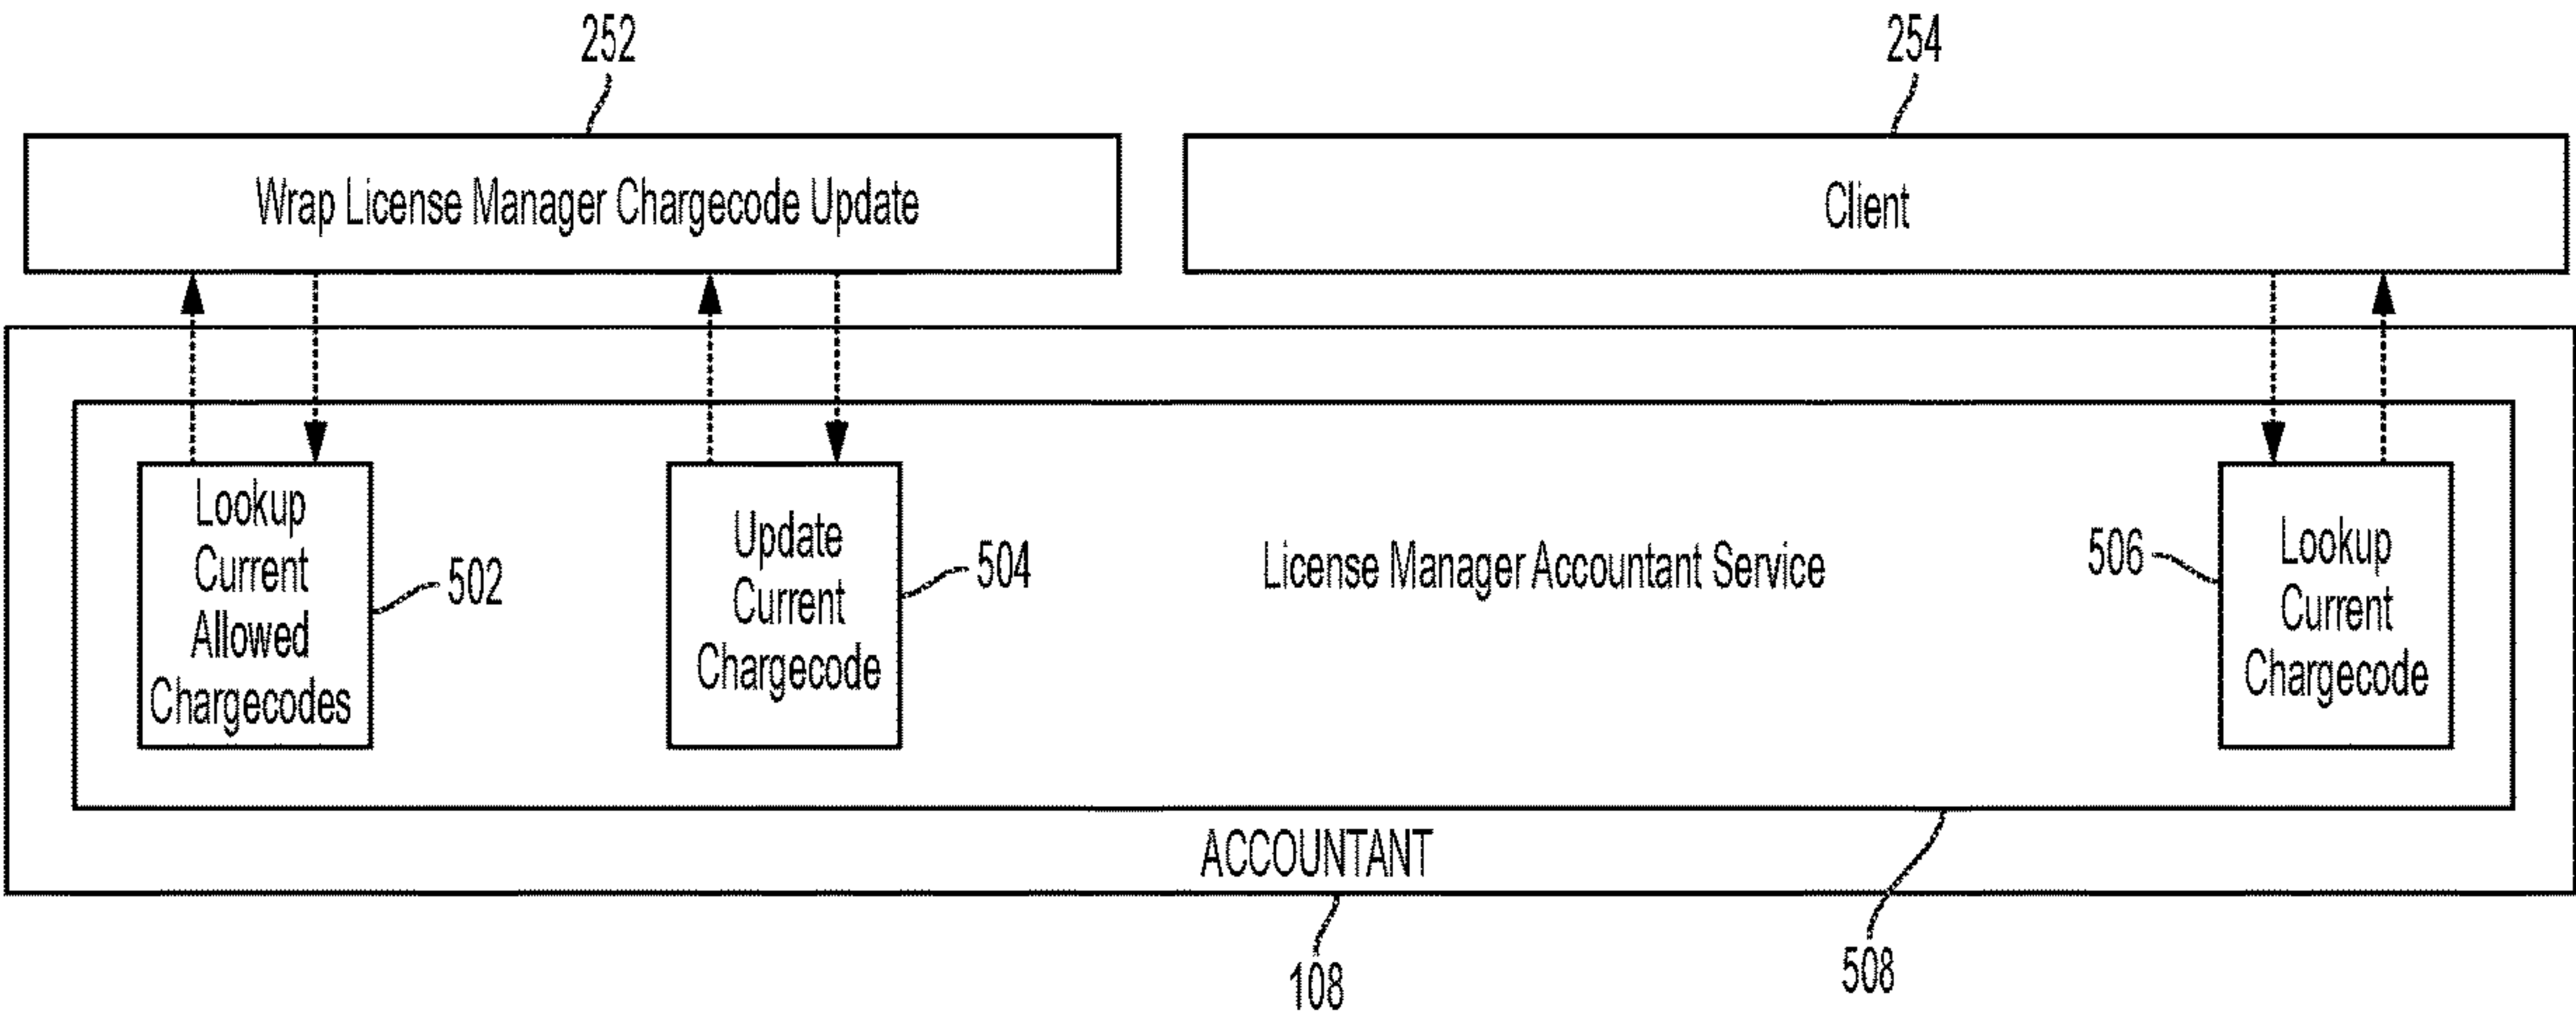 252
254
Wrap License Manager Chargecode Update
Client
Lookup
Current
Allowed
Chargecodes
502
Update
Current
Chargecode
504
License Manager Accountant Service
506
Lookup
Current
Chargecode
ACCOUNTANT
108
508